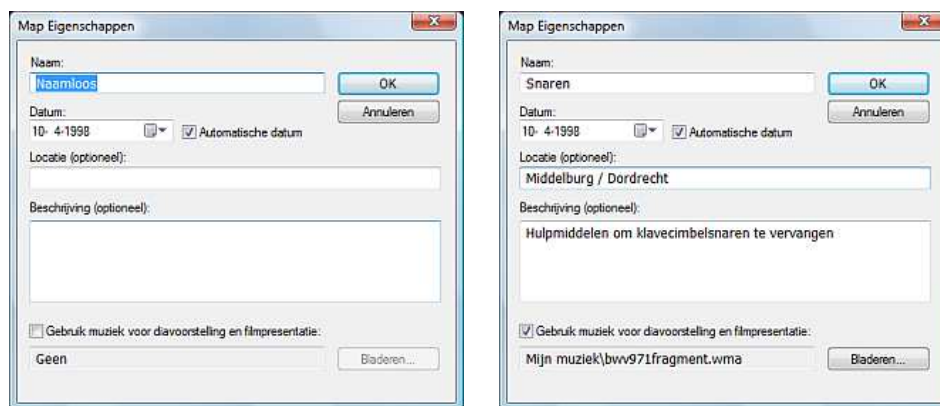 Map Eigenschappen
Naam:
Naamloos
OK
Datum:
Annuleren
10- 4-1998
Automatische datum
Locatie (optioneel):
Beschrijving (optioneel):
Gebruik muziek voor diavoorstelling en filmpresentatie:
Geen
Bladeren...
Map Eigenschappen
Naam:
Snaren
OK
Datum:
Annuleren
10- 4-1998
Automatische datum
Locatie (optioneel):
Middelburg / Dordrecht
Beschrijving (optioneel):
Hulpmiddelen om klavecimbelsnaren te vervangen
Gebruik muziek voor diavoorstelling en filmpresentatie:
Mijn muziek\bwv971fragment.wma
Bladeren...